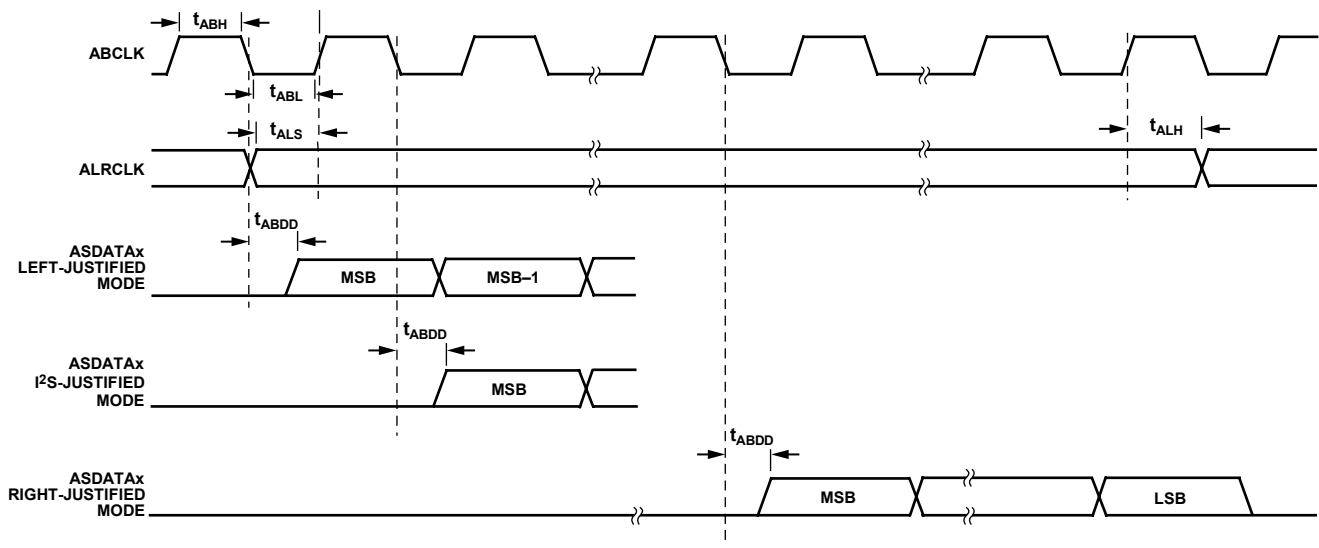 tABH
ABCLK
tABL
tALS
tALH
ALRCLK
tABDD
ASDATAx
LEFT-JUSTIFIED
MODE
MSB
MSB–1
tABDD
ASDATAx
I2S-JUSTIFIED
MODE
MSB
tABDD
ASDATAx
RIGHT-JUSTIFIED
MODE
MSB
LSB